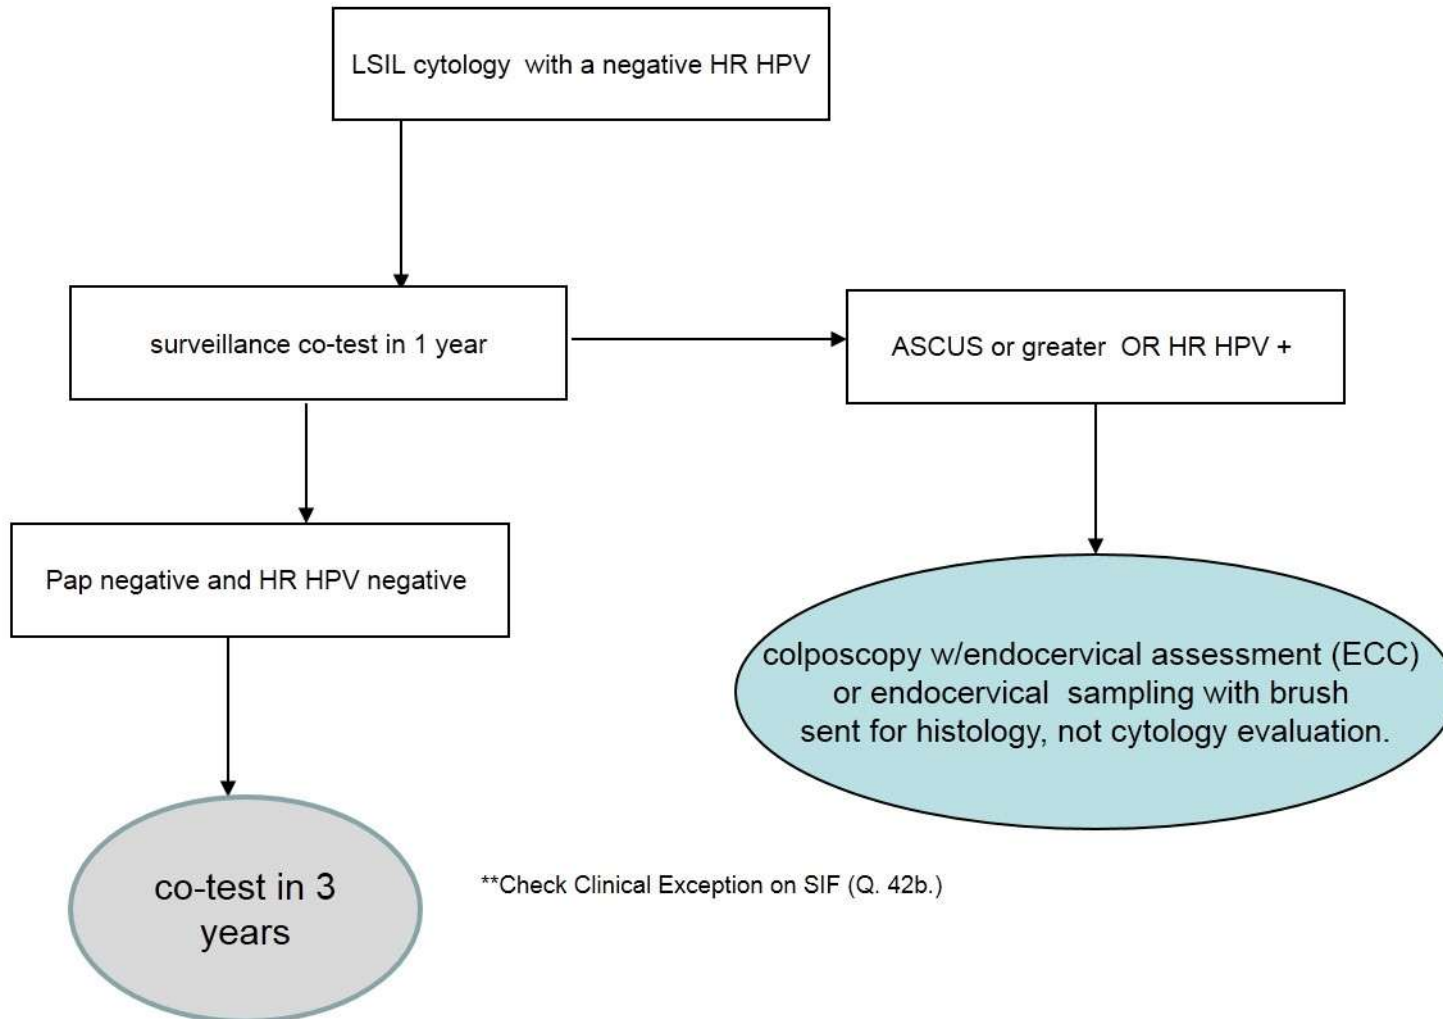 LSIL cytology with a negative HR HPV
surveillance co-test in 1 year
ASCUS or greater OR HR HPV +
Pap negative and HR HPV negative
colposcopy w/endocervical assessment (ECC)
or endocervical sampling with brush
sent for histology, not cytology evaluation.
co-test in 3
years
**Check Clinical Exception on SIF (Q. 42b.)